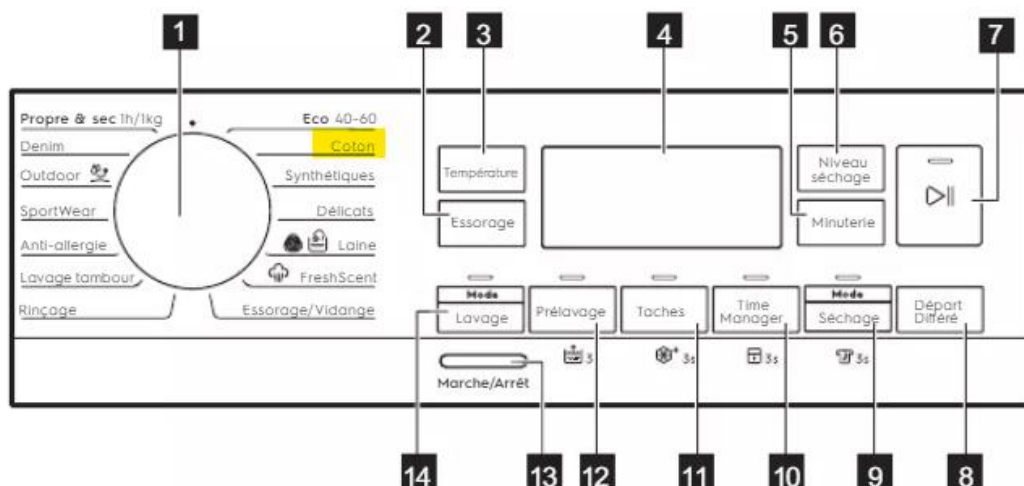 1
2
3
4
5
6
7
Propre & sec 1h/1kg
Denim
Outdoor
SportWear
Anti-allergie
Lavage tambour
Rinçage
Eco 40-60
Coton
Synthétiques
Délicats
Laine
FreshScent
Essorage/Vidange
Température
Essorage
Niveau
séchage
Minuterie
Mode
Lavage
Prélavage
Taches
Time
Manager
Mode
Séchage
Départ
Différé
3
3s
3s
3s
Marche/Arrêt
14
13
12
11
10
9
8